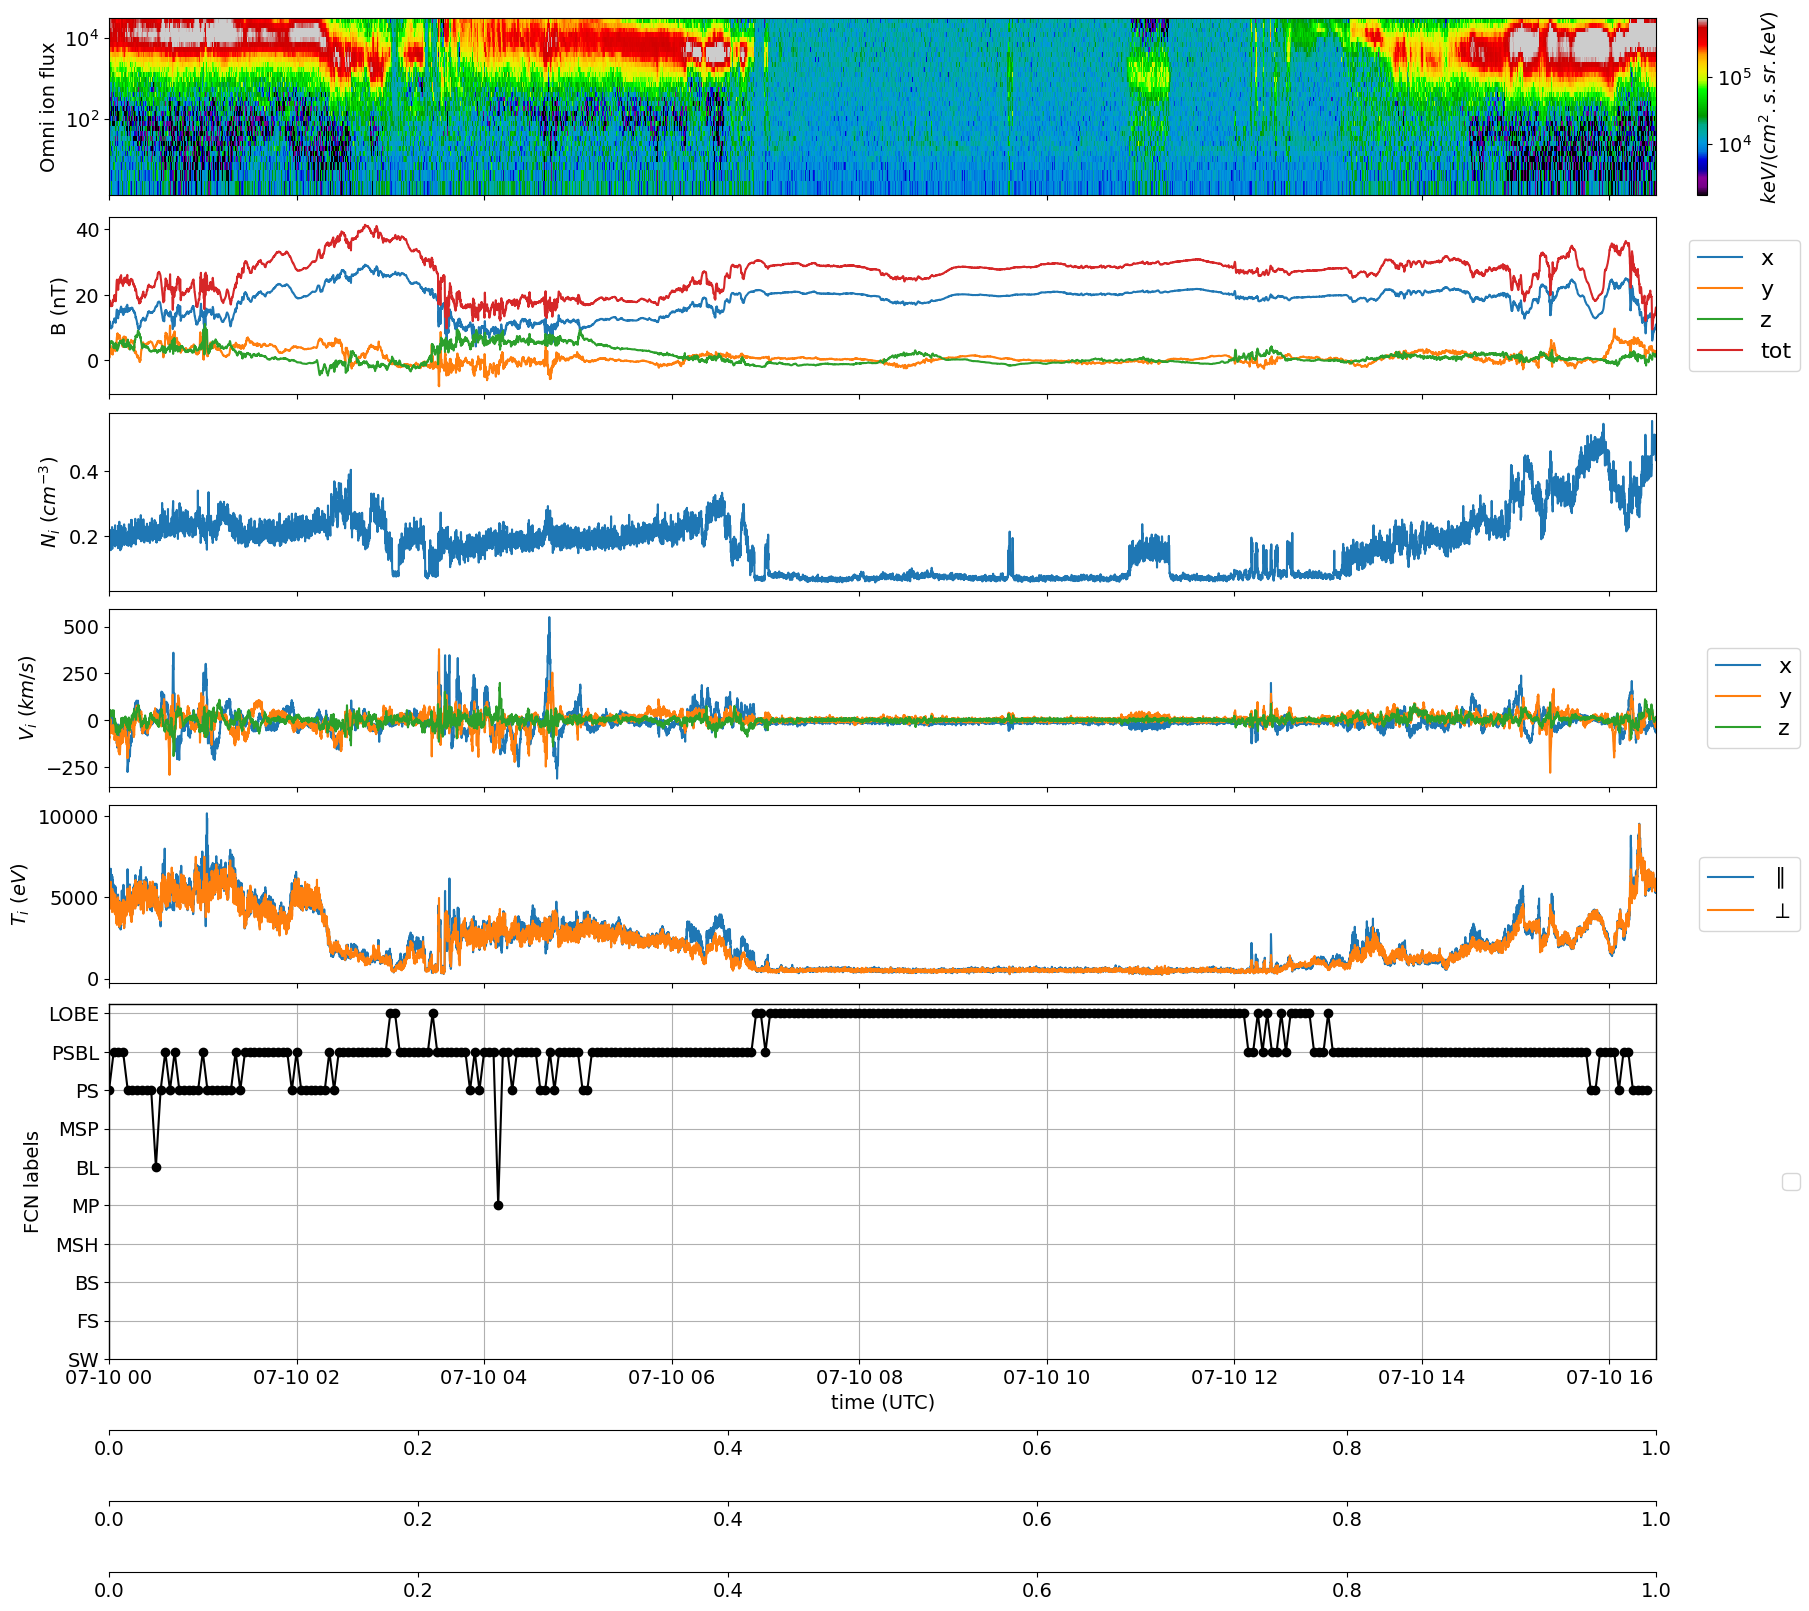 Omni ion flux
10⁴
10²
10⁵
10⁴
keV/(cm².s.sr.keV)
B (nT)
40
20
0
x
y
z
tot
Nᵢ (cm⁻³)
0.4
0.2
Vᵢ (km/s)
500
250
0
−250
x
y
z
Tᵢ (eV)
10000
5000
0
∥
⊥
FCN labels
LOBE
PSBL
PS
MSP
BL
MP
MSH
BS
FS
SW
07-10 00 07-10 02 07-10 04 07-10 06 07-10 08 07-10 10 07-10 12 07-10 14 07-10 16
time (UTC)
0.0 0.2 0.4 0.6 0.8 1.0
0.0 0.2 0.4 0.6 0.8 1.0
0.0 0.2 0.4 0.6 0.8 1.0